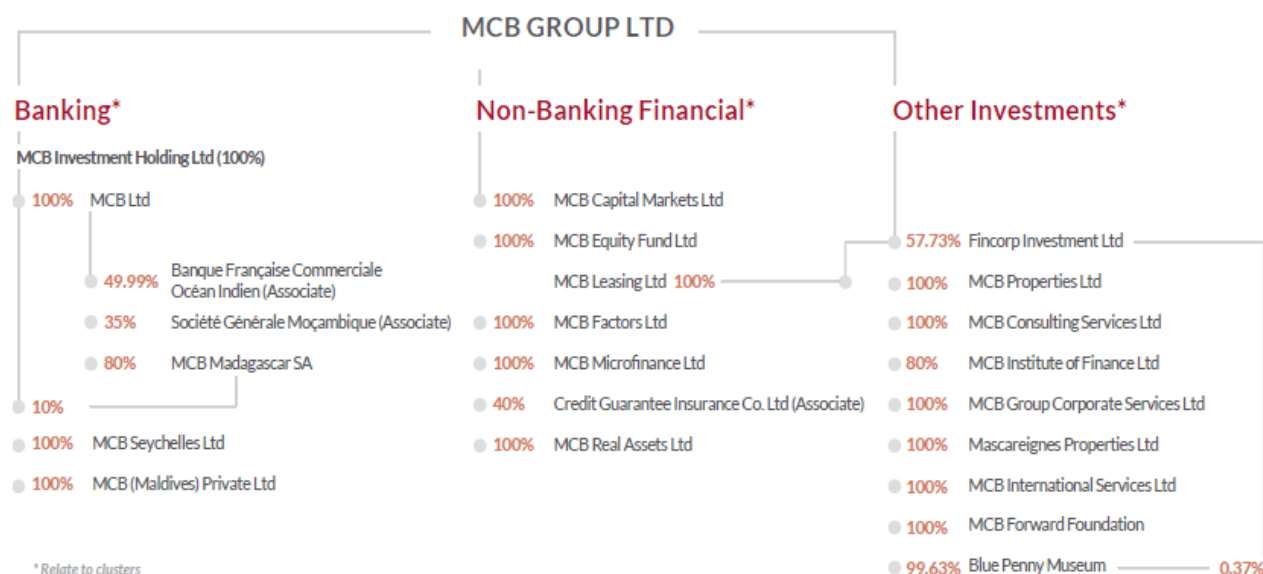 MCB GROUP LTD
Banking*
MCB Investment Holding Ltd (100%)
100% MCB Ltd
49.99% Banque Française Commerciale
Océan Indien (Associate)
35% Société Générale Moçambique (Associate)
80% MCB Madagascar SA
10%
100% MCB Seychelles Ltd
100% MCB (Maldives) Private Ltd
* Relate to clusters
Non-Banking Financial*
100% MCB Capital Markets Ltd
100% MCB Equity Fund Ltd
MCB Leasing Ltd 100%
100% MCB Factors Ltd
100% MCB Microfinance Ltd
40% Credit Guarantee Insurance Co. Ltd (Associate)
100% MCB Real Assets Ltd
Other Investments*
57.73% Fincorp Investment Ltd
100% MCB Properties Ltd
100% MCB Consulting Services Ltd
80% MCB Institute of Finance Ltd
100% MCB Group Corporate Services Ltd
100% Mascareignes Properties Ltd
100% MCB International Services Ltd
100% MCB Forward Foundation
99.63% Blue Penny Museum 0.37%